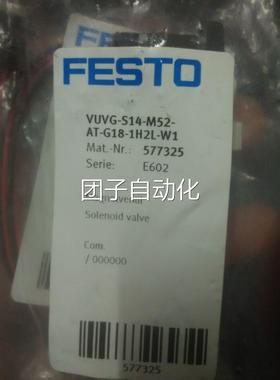 FESTO
VUVG-S14-M52-
AT-G18-1H2L-W1
Mat.-Nr.: 577325
Serie: E602
团子自动化
Solenoid valve
Com.
/ 000000
577325